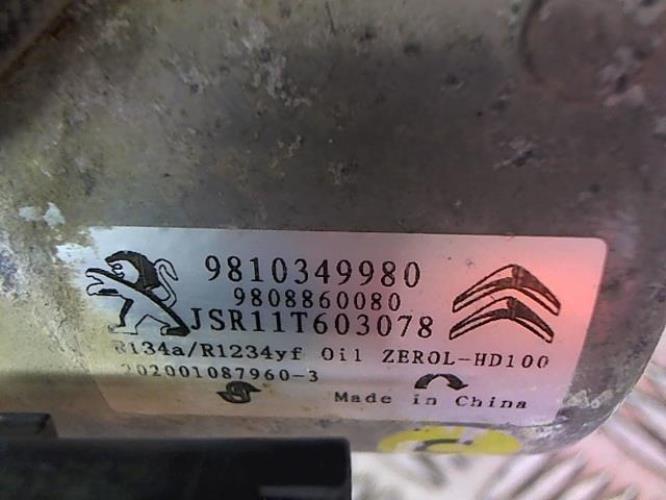 9810349980
9808860080
JSR11T603078
R134a/R1234yf Oil ZEROL-HD100
202001087960-3
Made in China